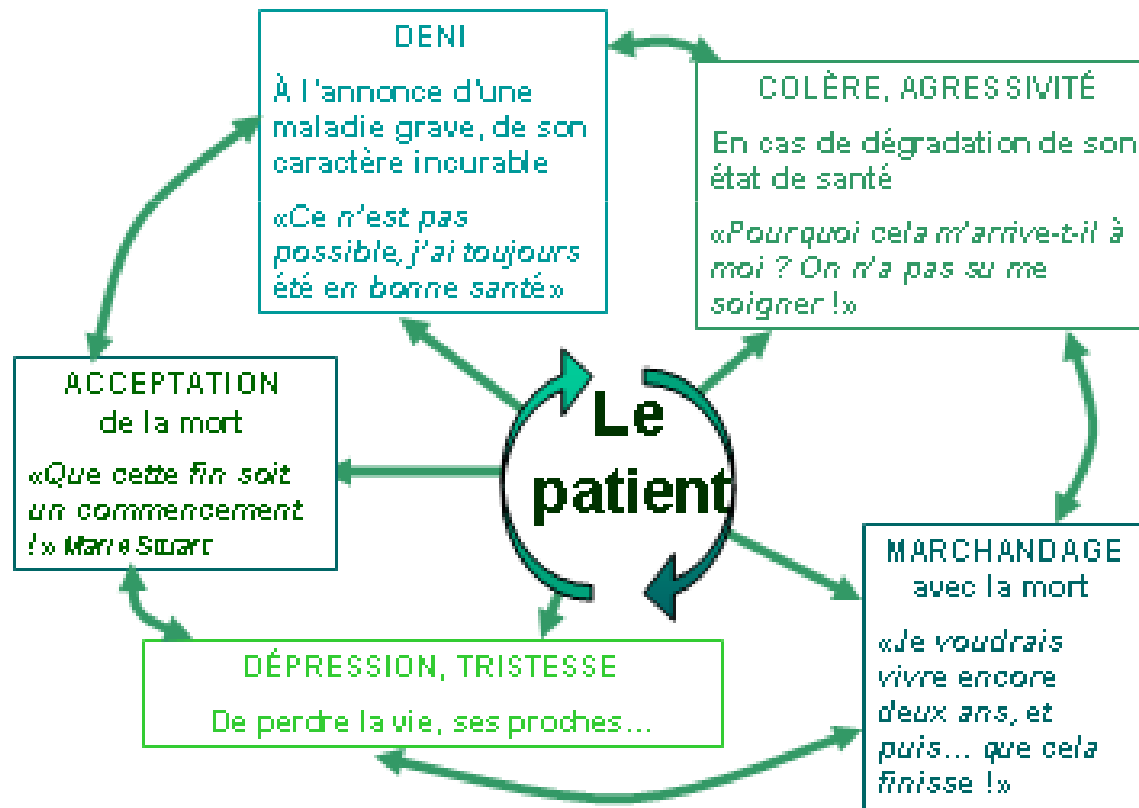 DENI
À l'annonce d'une
maladie grave, de son
caractère incurable
«Ce n'est pas
possible, j'ai toujours
été en bonne santé»
COLÈRE, AGRESSIVITÉ
En cas de dégradation de son
état de santé
«Pourquoi cela m'arrive-t-il à
moi ? On n'a pas su me
soigner !»
Le
patient
ACCEPTATION
de la mort
«Que cette fin soit
un commencement
!»
MARCHANDAGE
avec la mort
«Je voudrais
vivre encore
deux ans, et
puis... que cela
finisse !»
DÉPRESSION, TRISTESSE
De perdre la vie, ses proches...